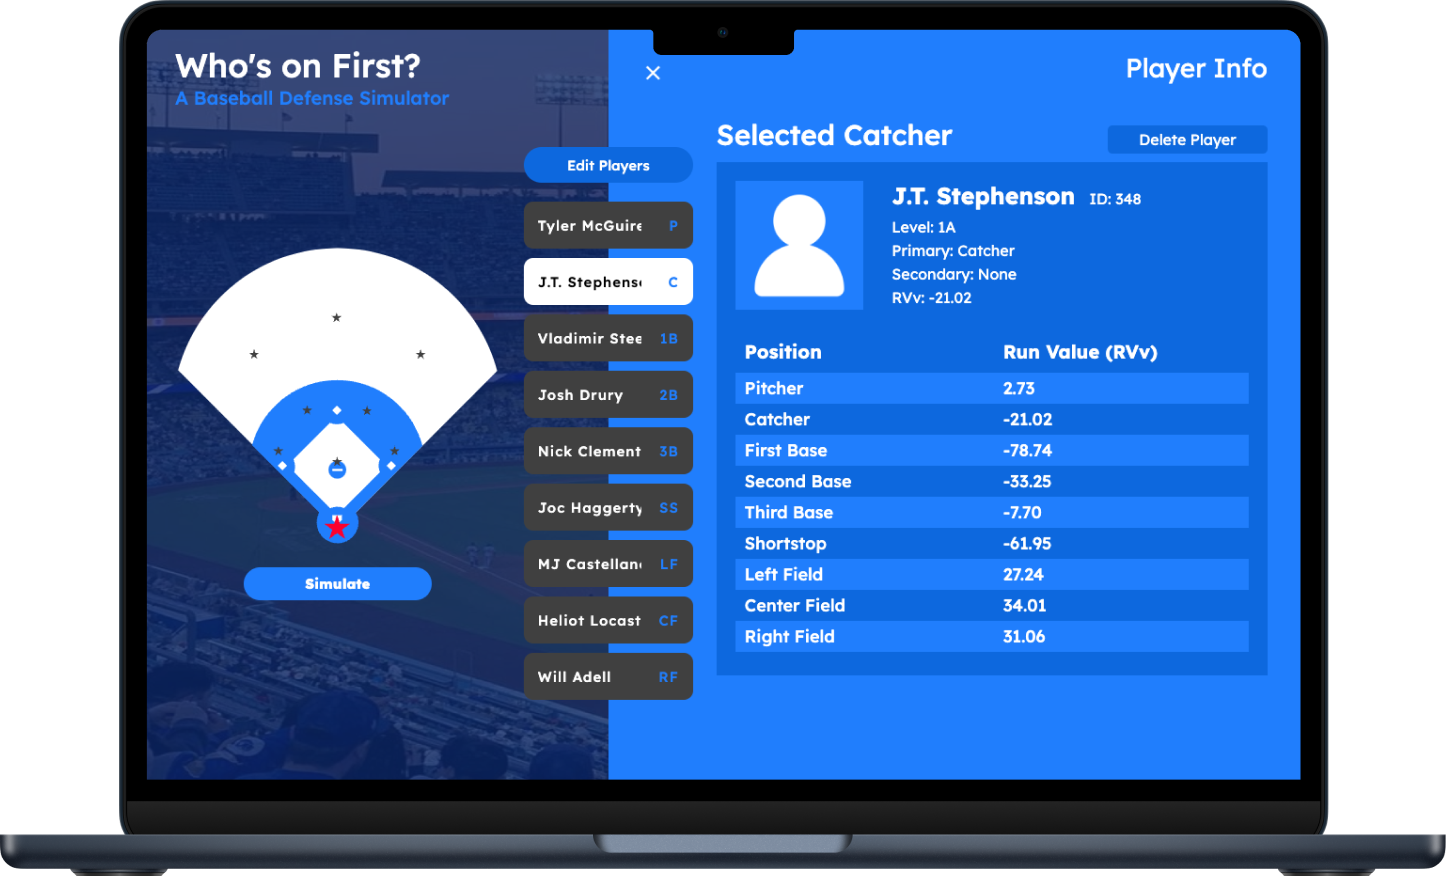 Who's on First?
A Baseball Defense Simulator
Simulate
Edit Players
Tyler McGuire P
J.T. Stephens C
Vladimir Stee 1B
Josh Drury 2B
Nick Clement 3B
Joc Haggerty SS
MJ Castellan LF
Heliot Locast CF
Will Adell RF
Player Info
Selected Catcher
Delete Player
J.T. Stephenson ID: 348
Level: 1A
Primary: Catcher
Secondary: None
RVv: -21.02
Position Run Value (RVv)
Pitcher 2.73
Catcher -21.02
First Base -78.74
Second Base -33.25
Third Base -7.70
Shortstop -61.95
Left Field 27.24
Center Field 34.01
Right Field 31.06